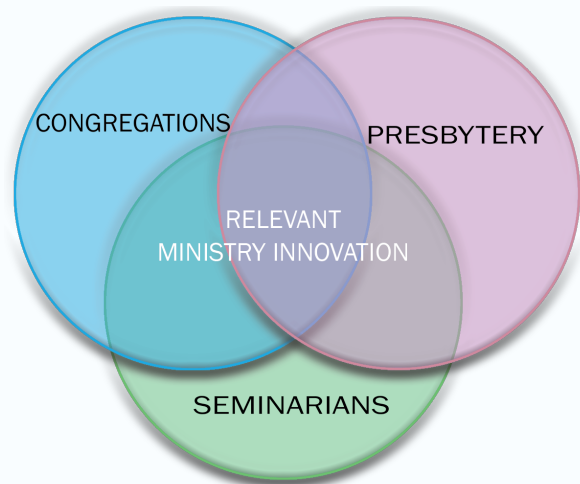 CONGREGATIONS
PRESBYTERY
RELEVANT
MINISTRY INNOVATION
SEMINARIANS